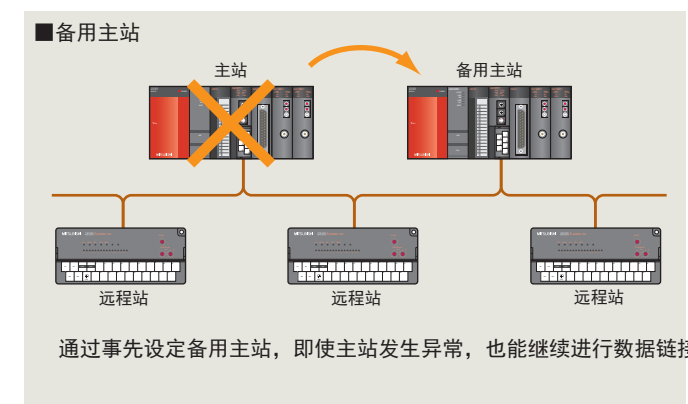 ■备用主站
主站
备用主站
远程站
远程站
远程站
通过事先设定备用主站，即使主站发生异常，也能继续进行数据链接